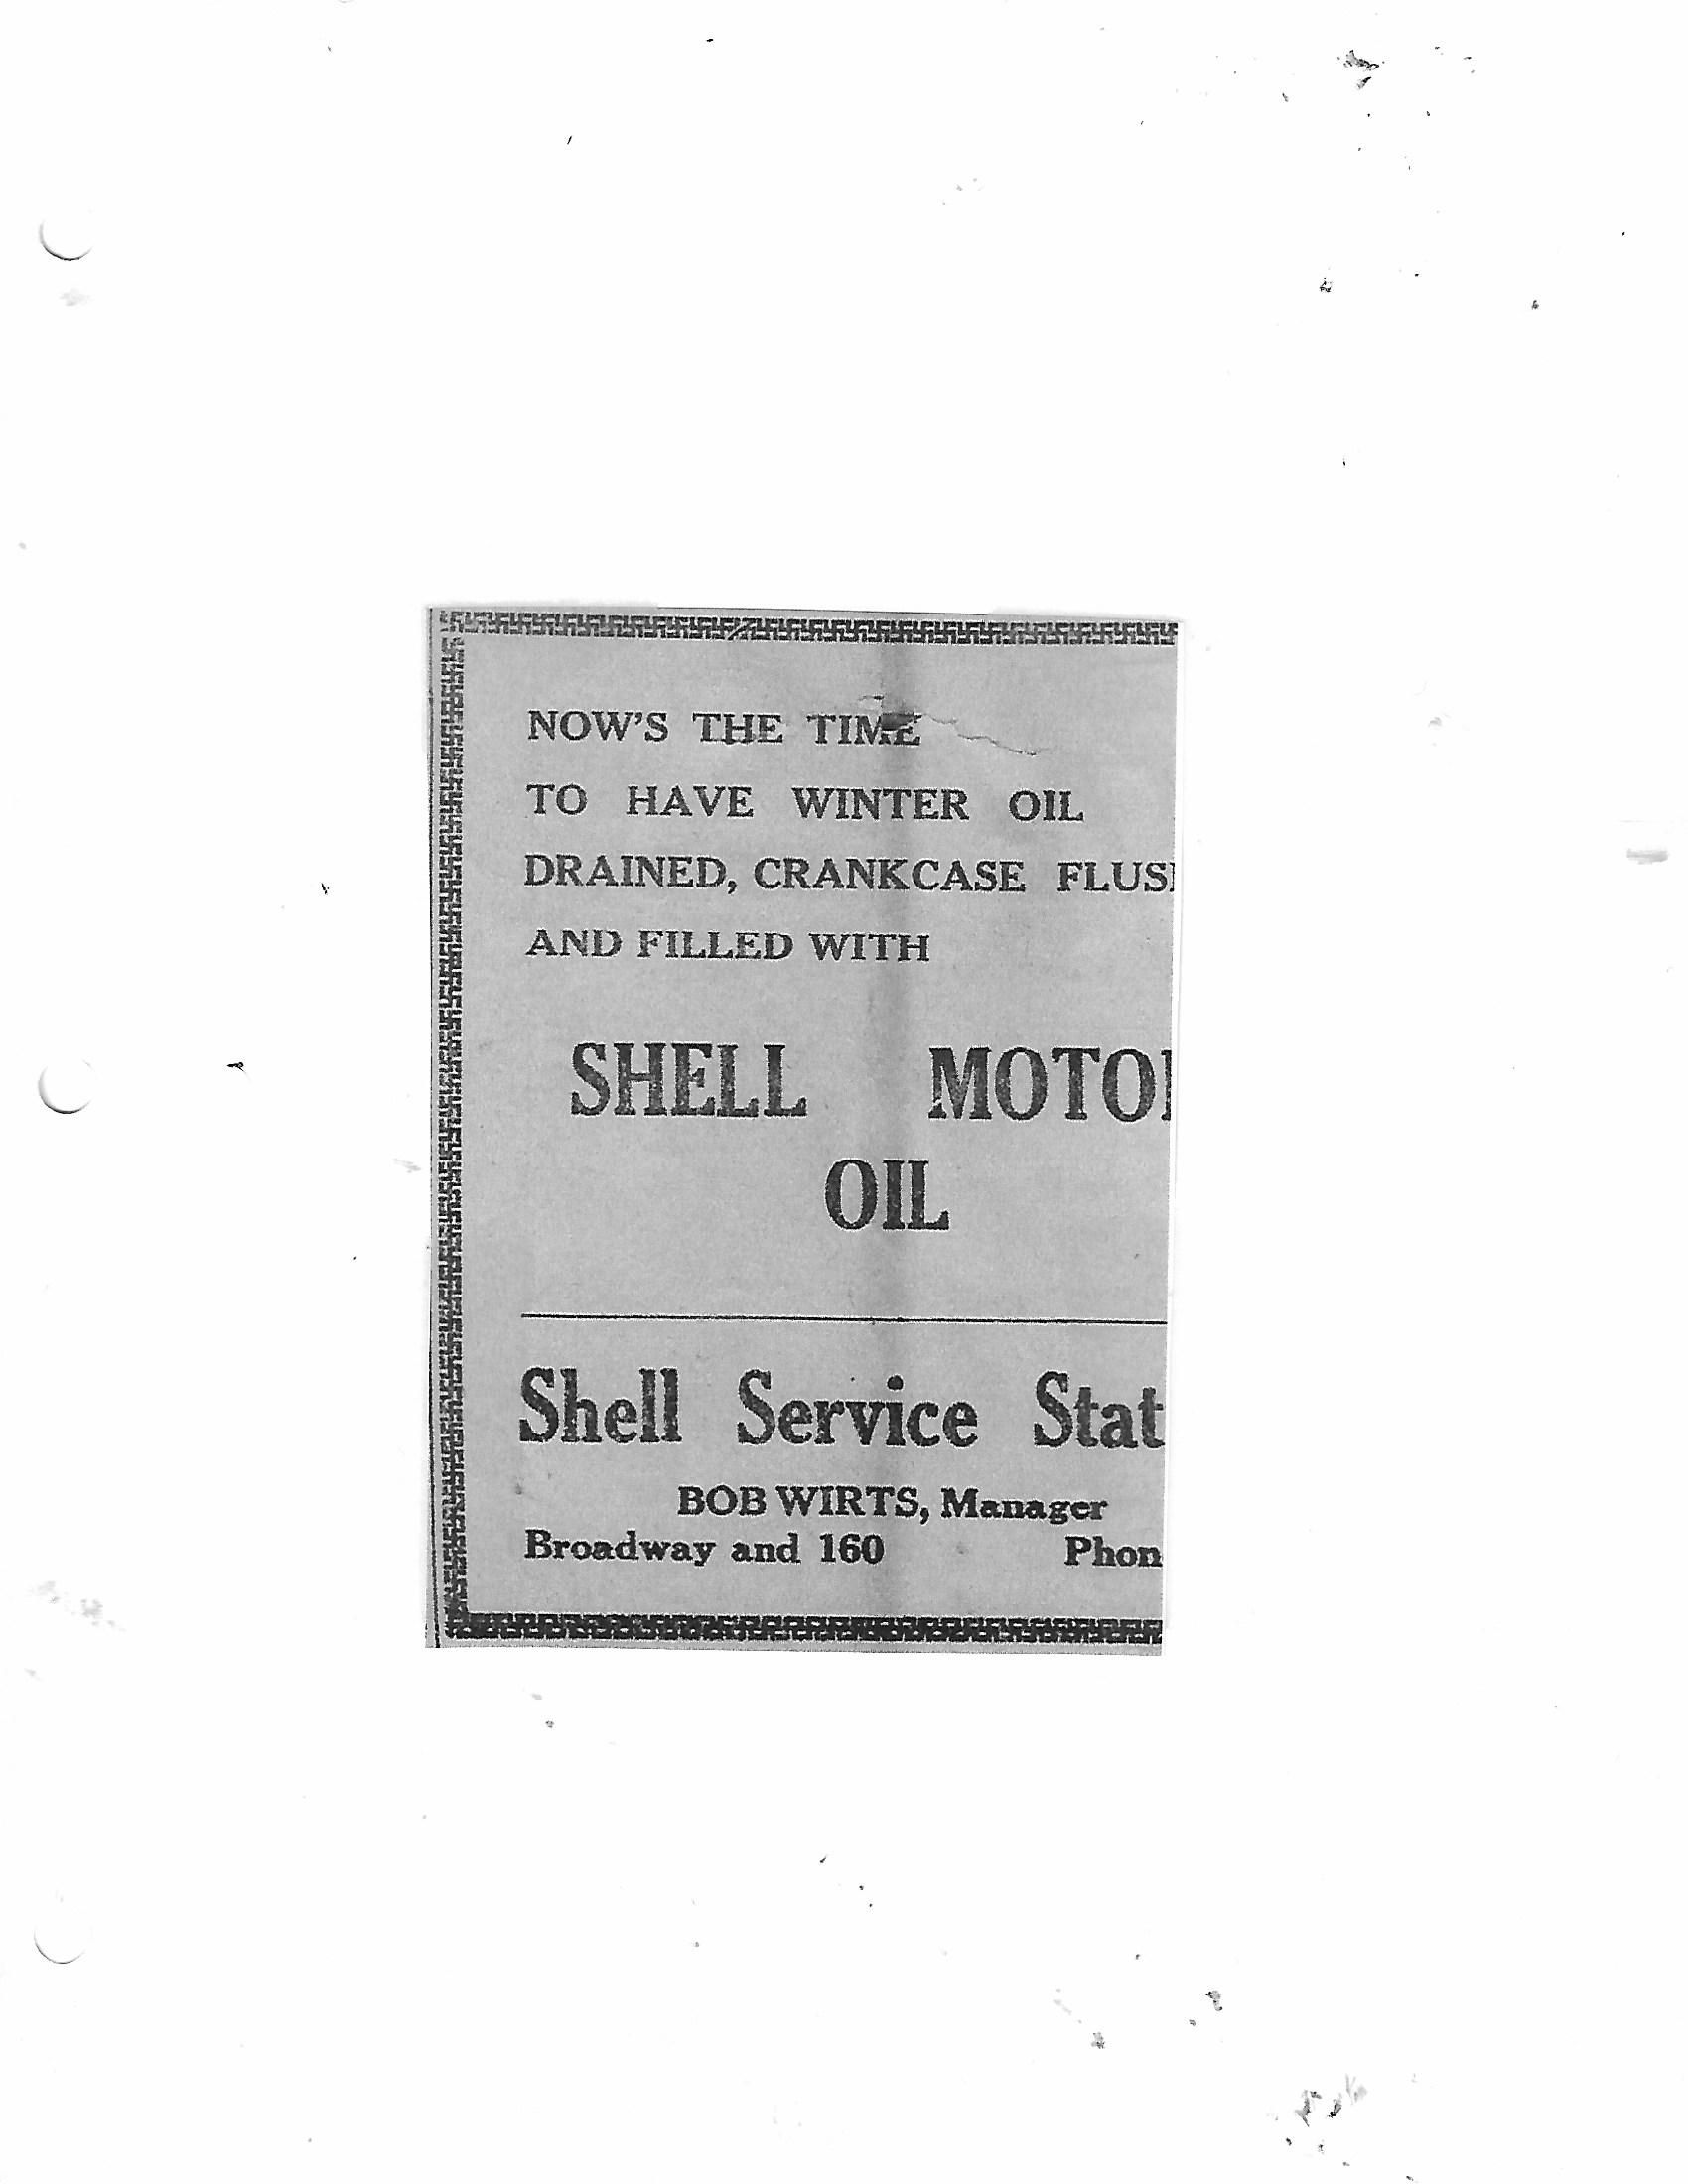 NOW'S THE TIME
TO HAVE WINTER OIL
DRAINED, CRANKCASE FLUS
AND FILLED WITH
SHELL MOTO
OIL
Shell Service Stat
BOB WIRTS, Manager
Broadway and 160 Phon